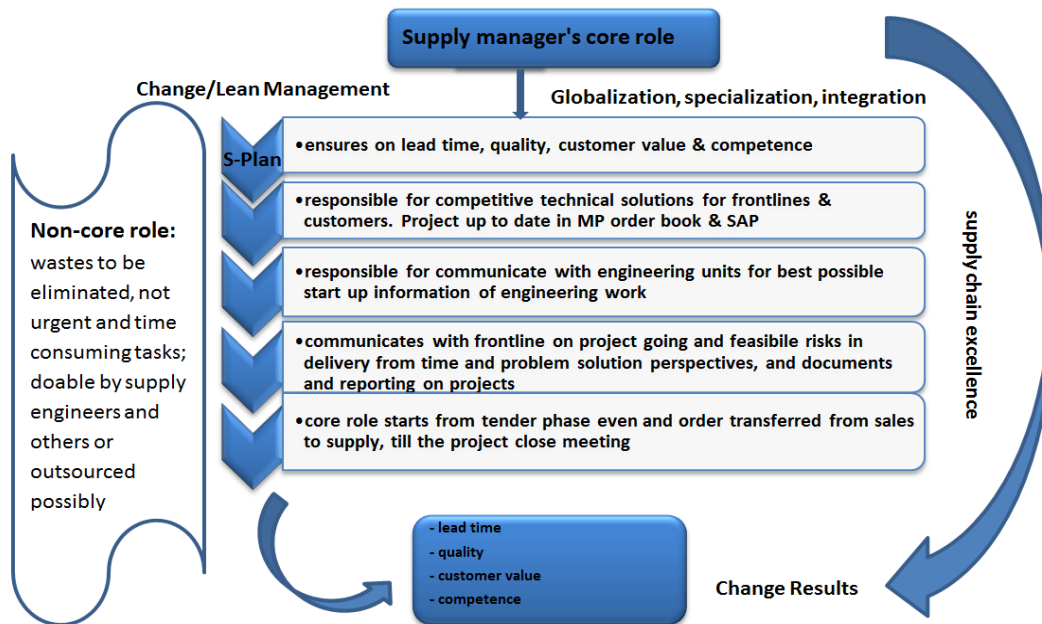 Supply manager's core role
Change/Lean Management
Globalization, specialization, integration
S-Plan
•ensures on lead time, quality, customer value & competence
•responsible for competitive technical solutions for frontlines &
customers. Project up to date in MP order book & SAP
•responsible for communicate with engineering units for best possible
start up information of engineering work
•communicates with frontline on project going and feasibile risks in
delivery from time and problem solution perspectives, and documents
and reporting on projects
•core role starts from tender phase even and order transferred from sales
to supply, till the project close meeting
Non-core role:
wastes to be
eliminated, not
urgent and time
consuming tasks;
doable by supply
engineers and
others or
outsourced
possibly
supply chain excellence
- lead time
- quality
- customer value
- competence
Change Results